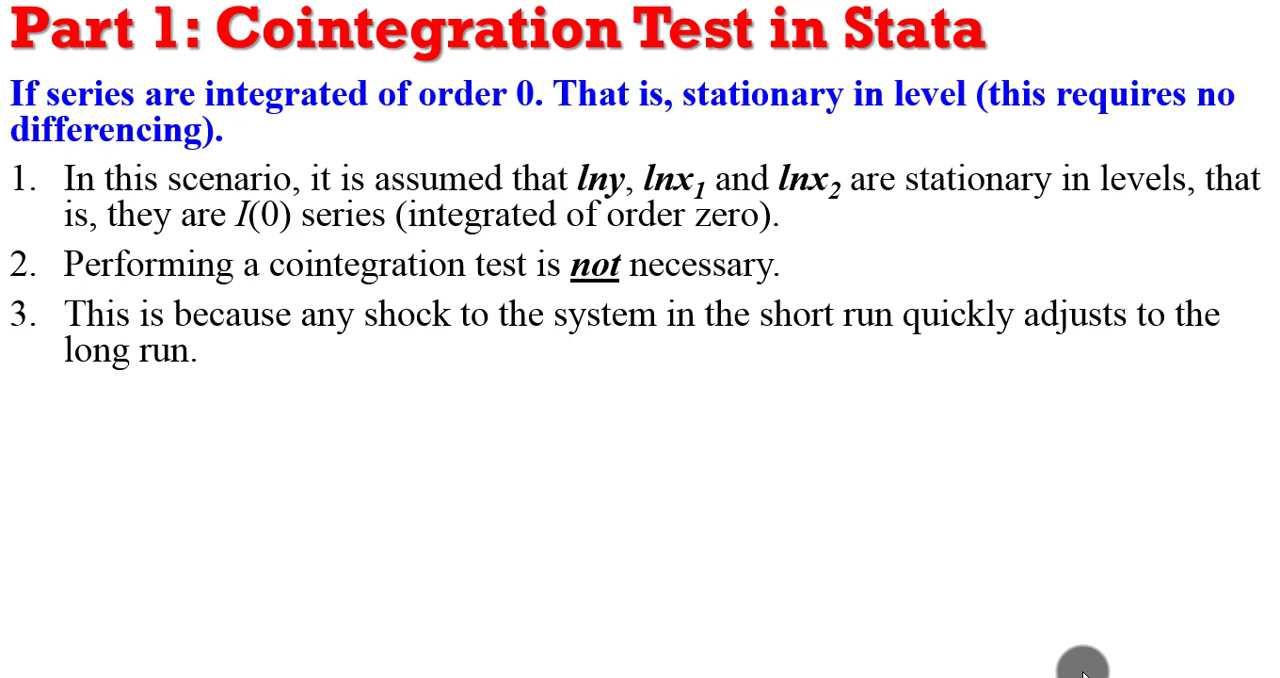 Part 1: Cointegration Test in Stata
If series are integrated of order 0. That is, stationary in level (this requires no
differencing).
1. In this scenario, it is assumed that lny, lnx₁ and lnx₂ are stationary in levels, that
is, they are I(0) series (integrated of order zero).
2. Performing a cointegration test is not necessary.
3. This is because any shock to the system in the short run quickly adjusts to the
long run.